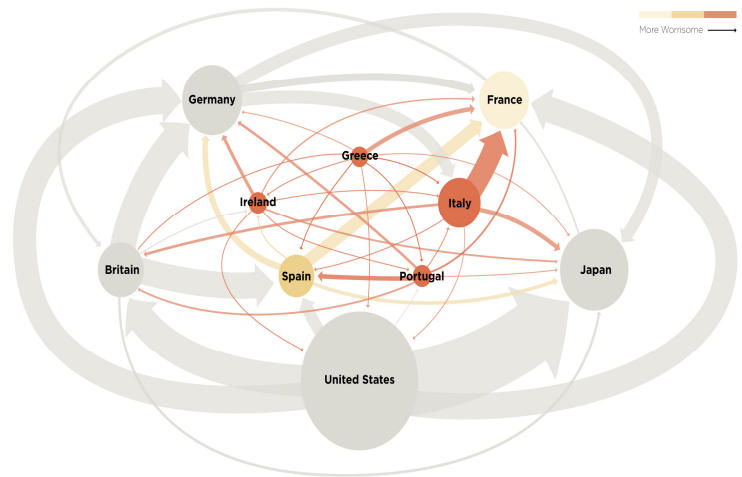 More Worrisome
Germany
France
Greece
Ireland
Italy
Britain
Spain
Portugal
Japan
United States